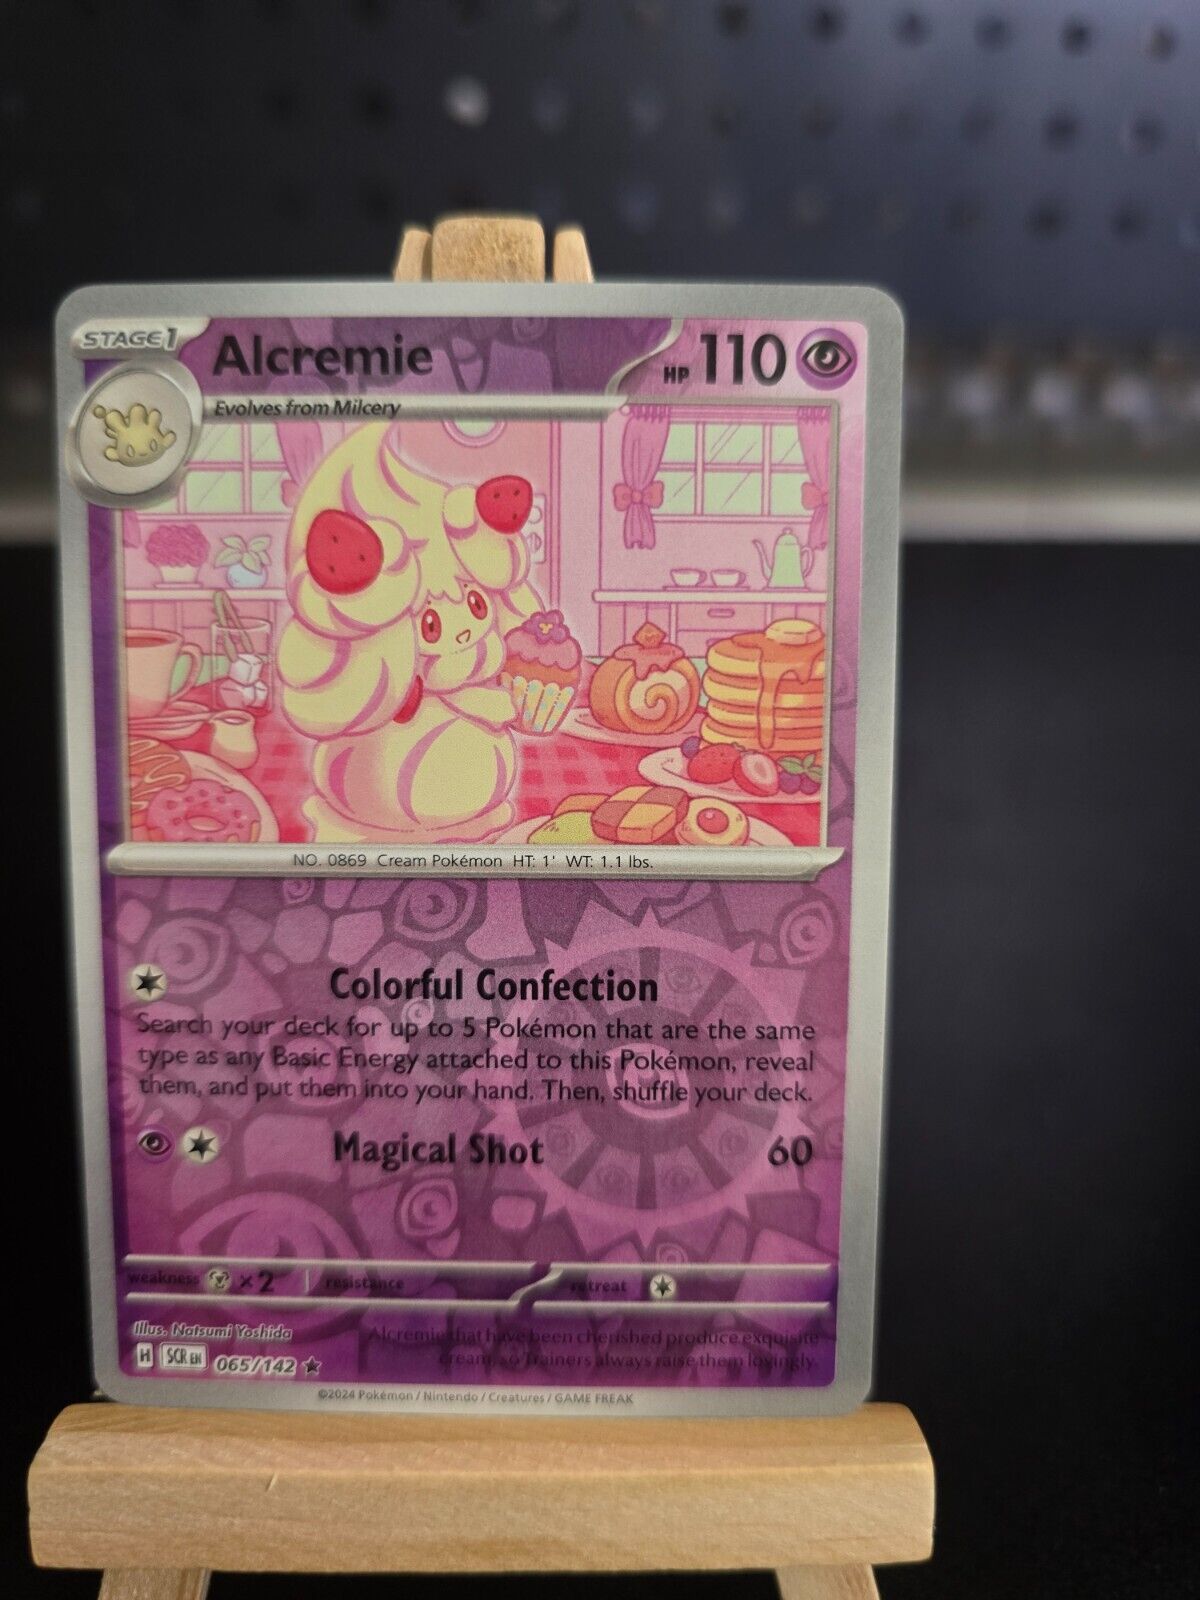 STAGE 1 Alcremie HP 110
Evolves from Milcery
NO. 0869 Cream Pokémon HT: 1' WT: 1.1 lbs.
Colorful Confection
Search your deck for up to 5 Pokémon that are the same
type as any Basic Energy attached to this Pokémon, reveal
them, and put them into your hand. Then, shuffle your deck.
Magical Shot 60
weakness ×2 resistance retreat
Illus. Natsumi Yoshida
Alcremie that have been cherished produce exquisite
cream, so Trainers always raise them lovingly.
H SCR EN 065/142 ★
©2024 Pokémon / Nintendo / Creatures / GAME FREAK